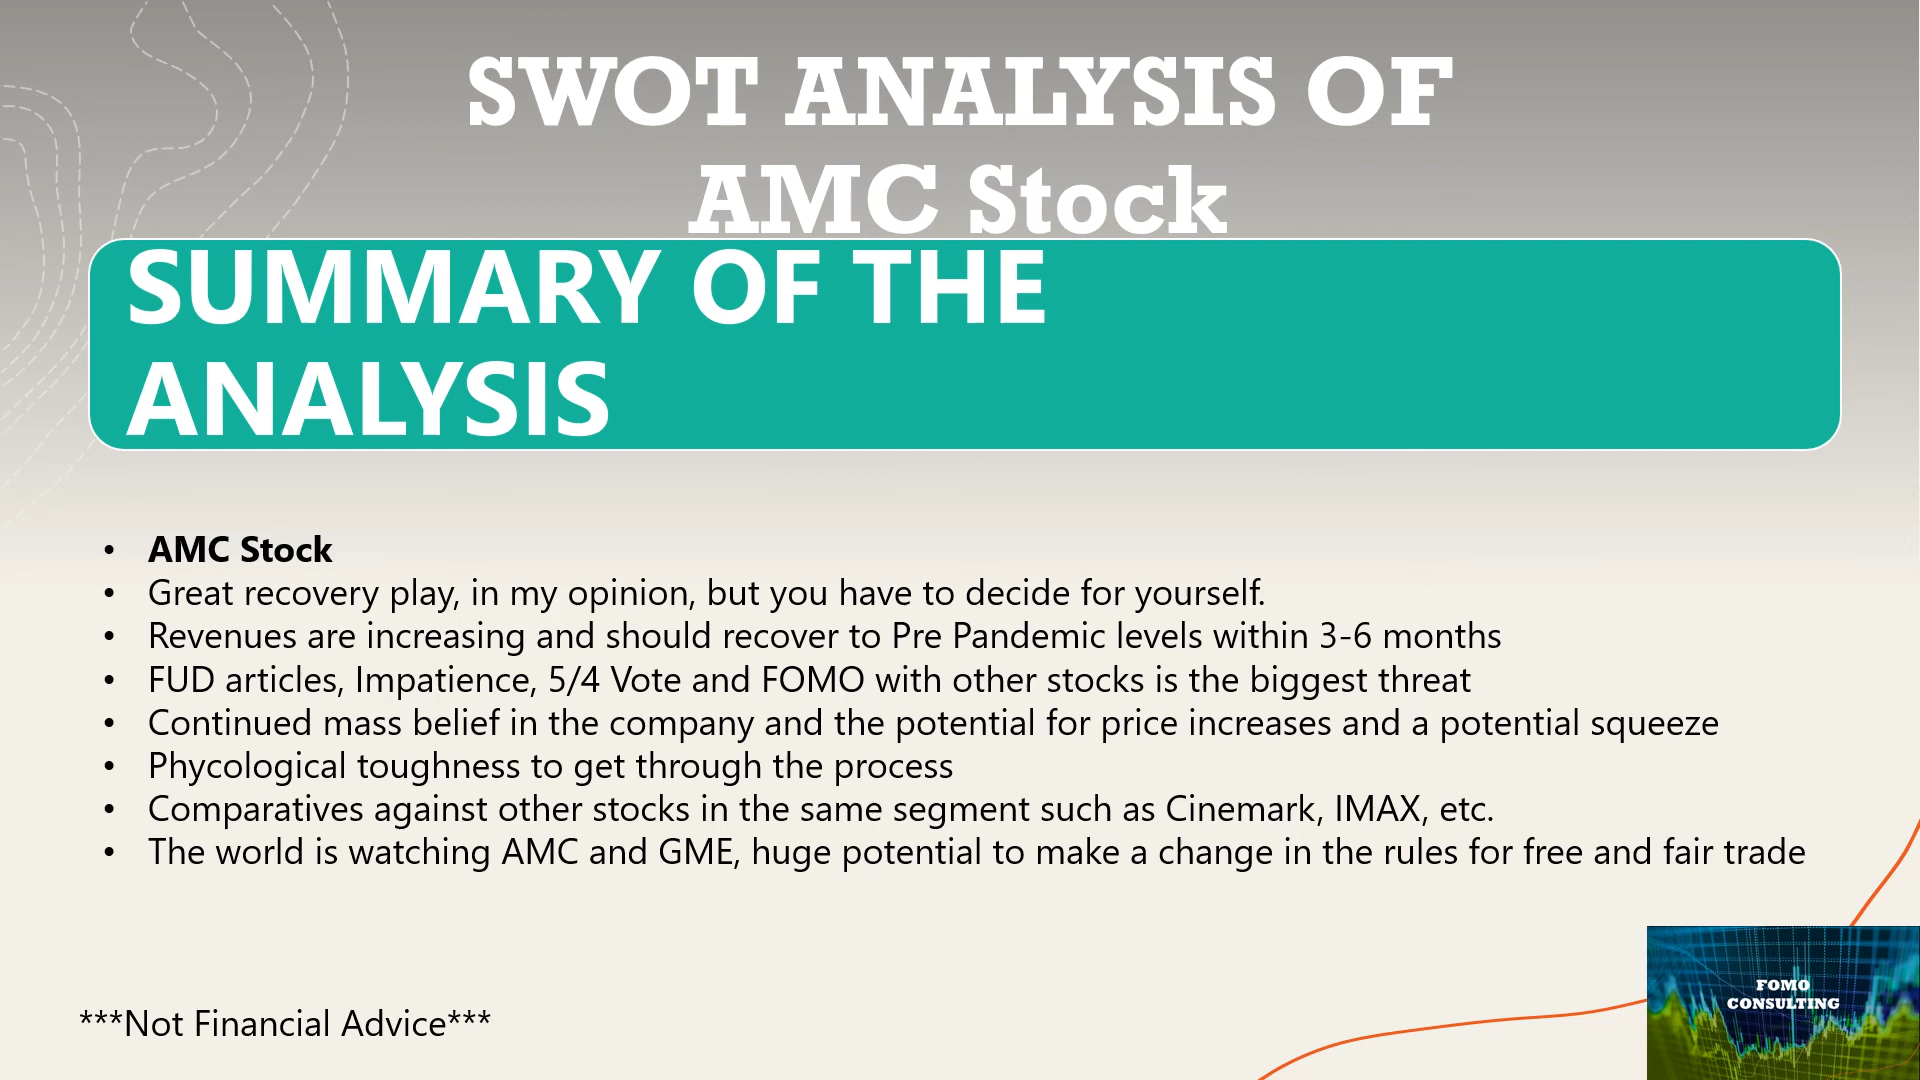 SWOT ANALYSIS OF
AMC Stock
SUMMARY OF THE
ANALYSIS
• AMC Stock
• Great recovery play, in my opinion, but you have to decide for yourself.
• Revenues are increasing and should recover to Pre Pandemic levels within 3-6 months
• FUD articles, Impatience, 5/4 Vote and FOMO with other stocks is the biggest threat
• Continued mass belief in the company and the potential for price increases and a potential squeeze
• Phycological toughness to get through the process
• Comparatives against other stocks in the same segment such as Cinemark, IMAX, etc.
• The world is watching AMC and GME, huge potential to make a change in the rules for free and fair trade
FOMO
CONSULTING
***Not Financial Advice***